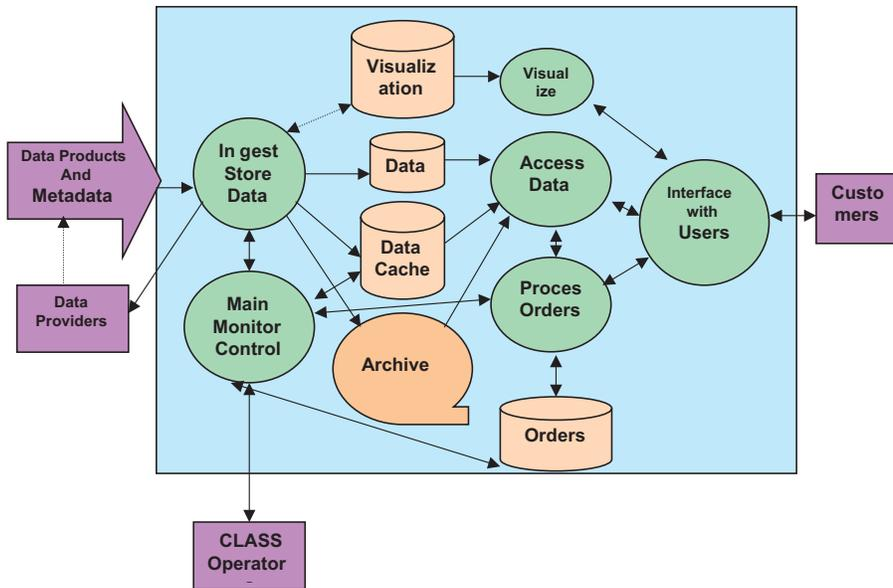 Visualiz
ation
Visual
ize
Data Products
And
Metadata
In gest
Store
Data
Data
Access
Data
Interface
with
Users
Custo
mers
Data
Cache
Data
Providers
Main
Monitor
Control
Proces
Orders
Archive
Orders
CLASS
Operator
–